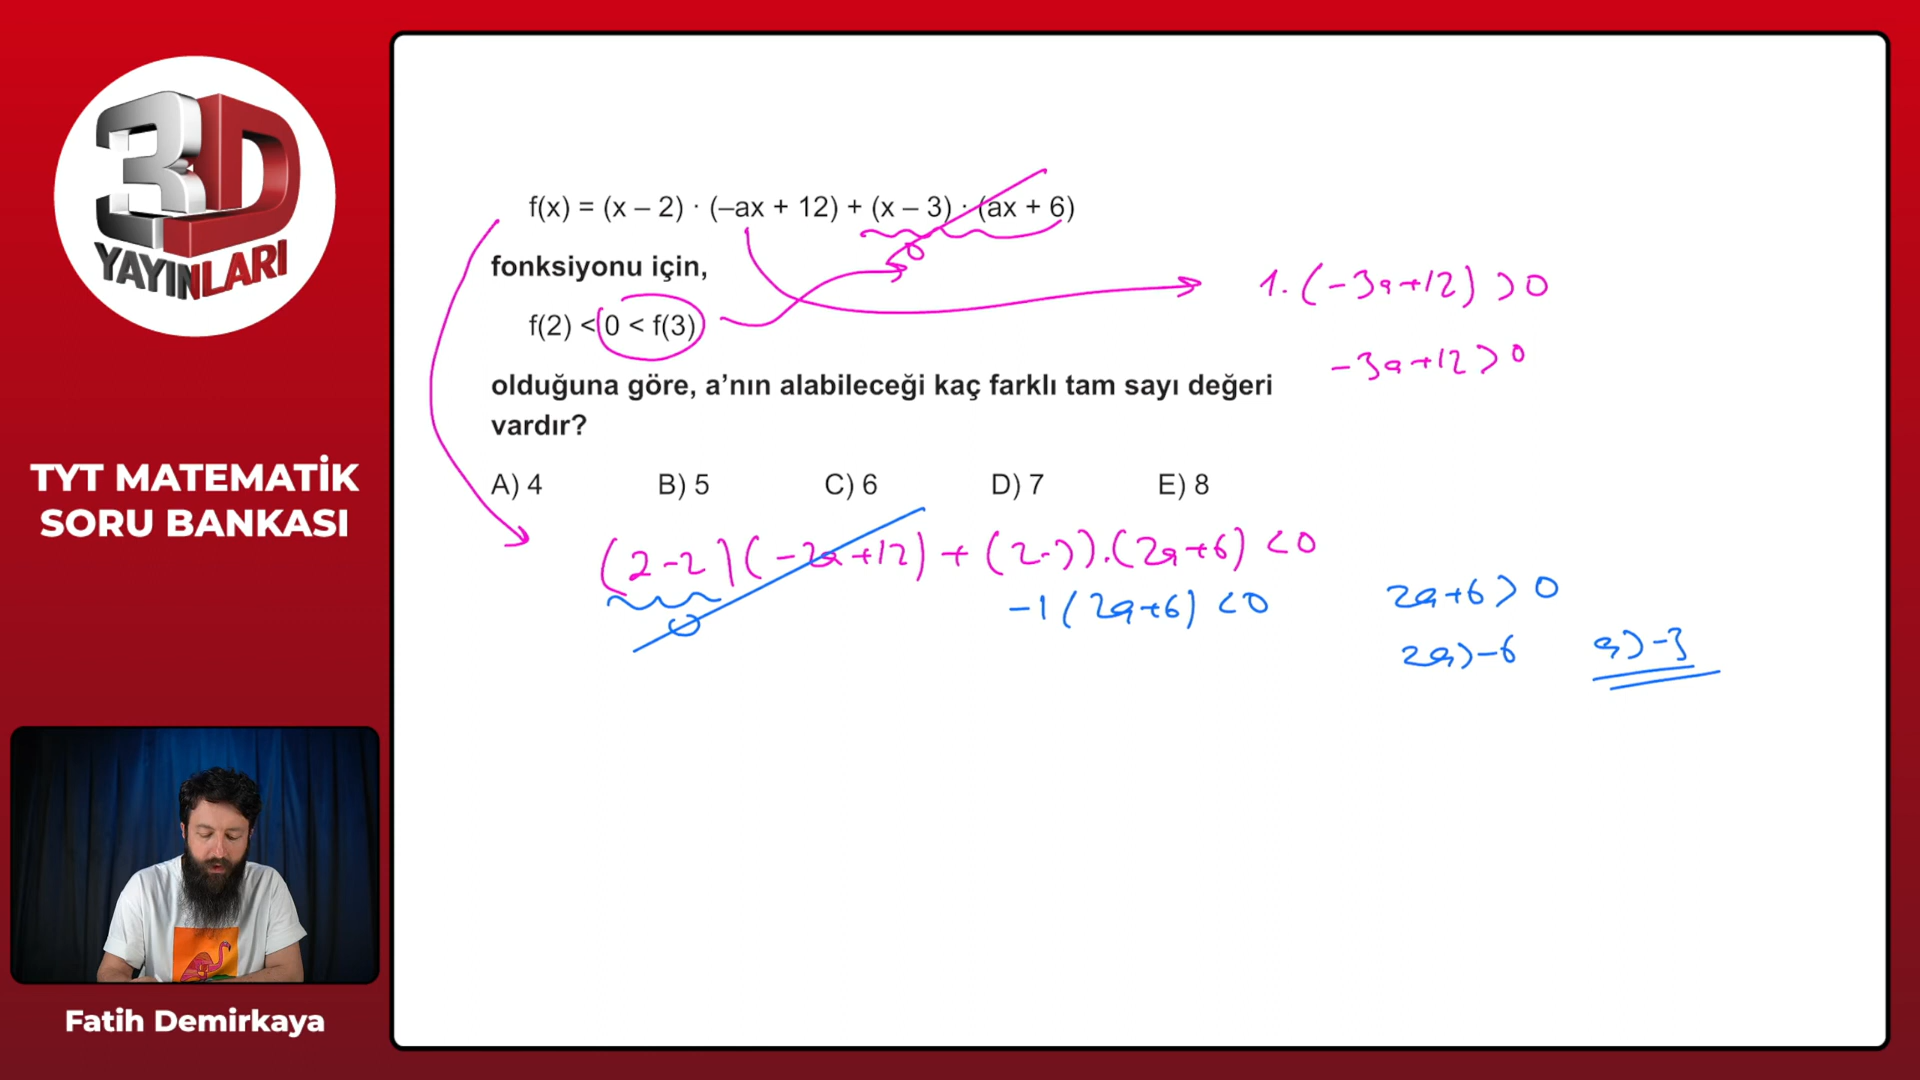 3D
YAYINLARI
TYT MATEMATİK
SORU BANKASI
Fatih Demirkaya
f(x) = (x – 2) · (–ax + 12) + (x – 3) · (ax + 6)
0
fonksiyonu için,
f(2) < 0 < f(3)
olduğuna göre, a’nın alabileceği kaç farklı tam sayı değeri
vardır?
A) 4 B) 5 C) 6 D) 7 E) 8
1.(-3a+12) >0
-3a+12>0
(2-2)(-2a+12)+(2-3).(2a+6) <0
0
-1(2a+6) <0
2a+6> 0
2a>-6
a>-3